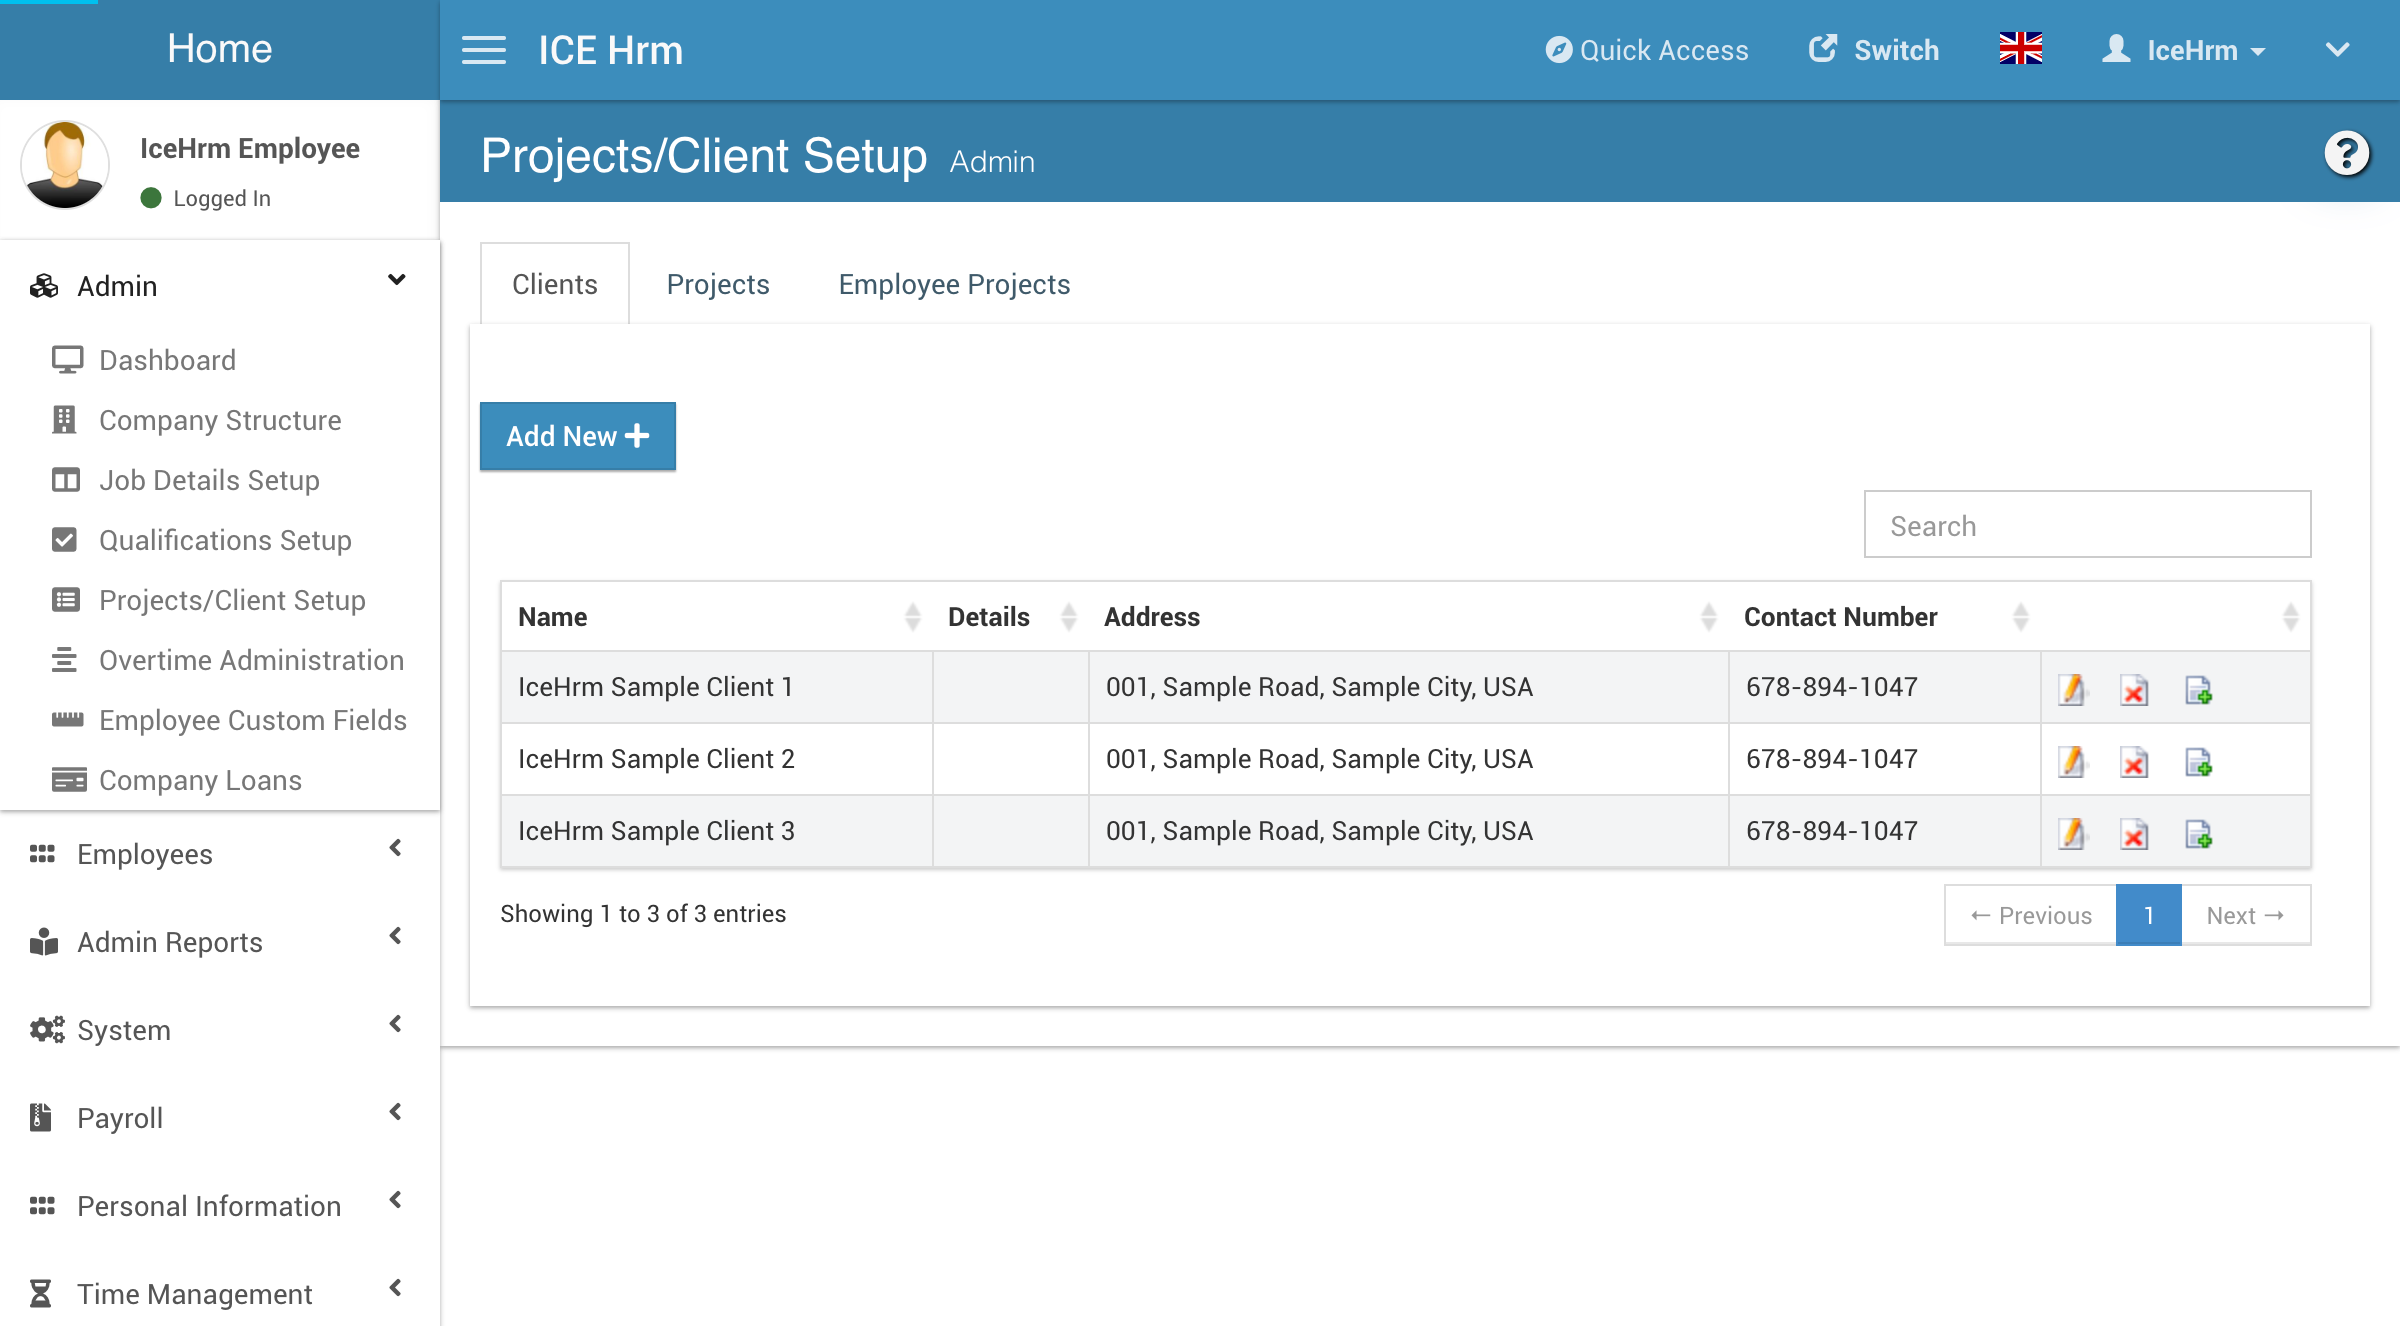 Home
ICE Hrm
Quick Access
Switch
IceHrm
IceHrm Employee
Logged In
Projects/Client Setup Admin
?
Admin
Dashboard
Company Structure
Job Details Setup
Qualifications Setup
Projects/Client Setup
Overtime Administration
Employee Custom Fields
Company Loans
Employees
Admin Reports
System
Payroll
Personal Information
Time Management
Clients Projects Employee Projects
Add New +
Search
Name Details Address Contact Number
IceHrm Sample Client 1 001, Sample Road, Sample City, USA 678-894-1047
IceHrm Sample Client 2 001, Sample Road, Sample City, USA 678-894-1047
IceHrm Sample Client 3 001, Sample Road, Sample City, USA 678-894-1047
Showing 1 to 3 of 3 entries
← Previous 1 Next →